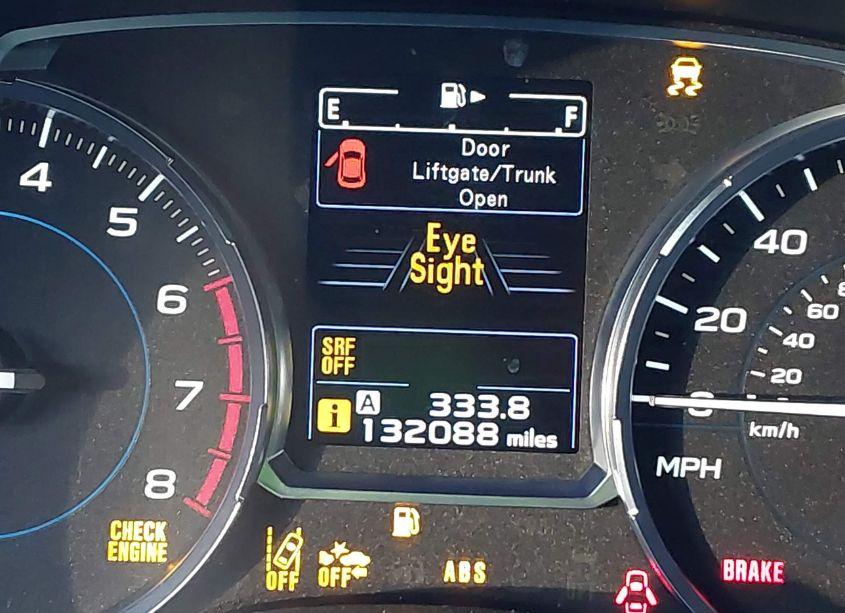 E F
Door
Liftgate/Trunk
Open
4
5
6
7
8
Eye
Sight
SRF
OFF
i A 333.8
132088 miles
40
20
0
60
40
20
km/h
MPH
CHECK
ENGINE
OFF
OFF
ABS
BRAKE